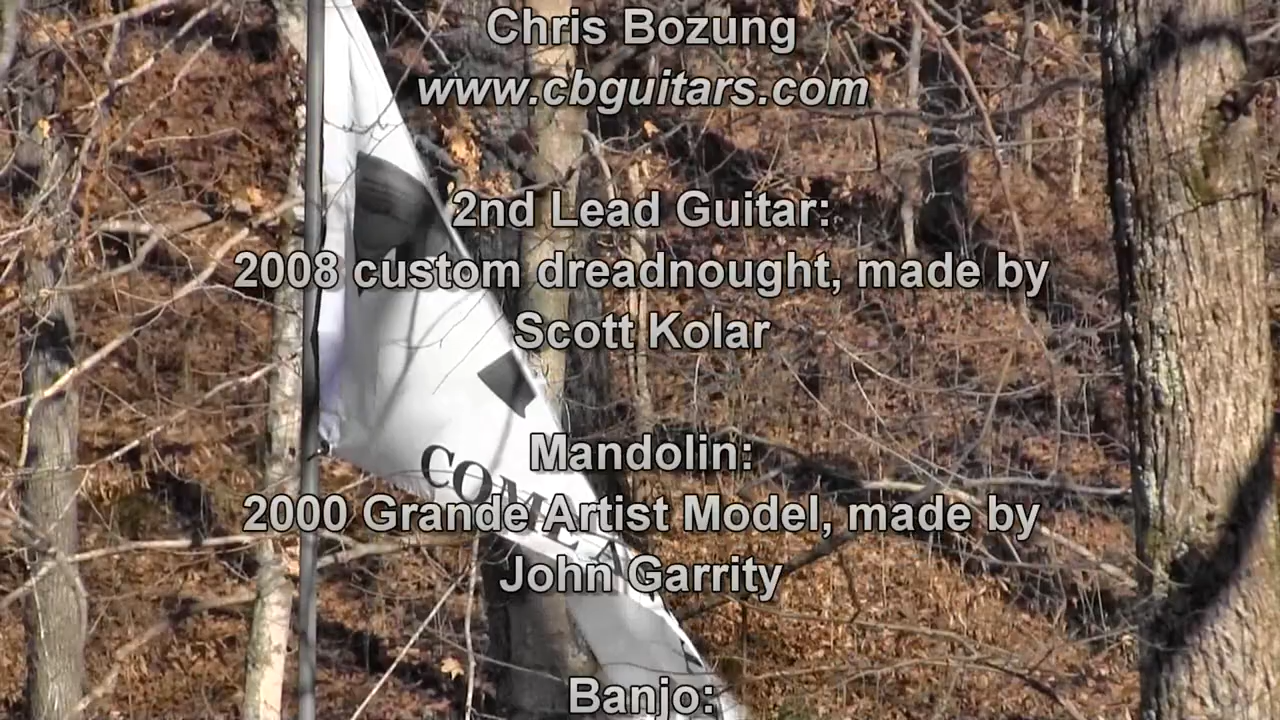 Chris Bozung
www.cbguitars.com
2nd Lead Guitar:
2008 custom dreadnought, made by
Scott Kolar
Mandolin:
2000 Grande Artist Model, made by
John Garrity
Banjo:
COME